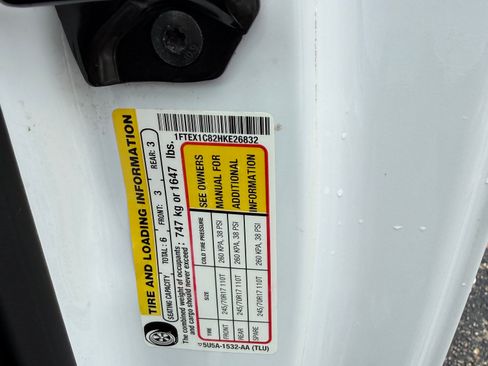 1FTEX1C82HKE26832
TIRE AND LOADING INFORMATION
SEATING CAPACITY TOTAL: 6 FRONT: 3 REAR: 3
The combined weight of occupants and cargo should never exceed: 747 kg or 1647 lbs.
TIRE SIZE COLD TIRE PRESSURE SEE OWNERS
FRONT 245/70R17 110T 260 KPA, 38 PSI MANUAL FOR
REAR 245/70R17 110T 260 KPA, 38 PSI ADDITIONAL
SPARE 245/70R17 110T 260 KPA, 38 PSI INFORMATION
5U5A-1532-AA (TLU)